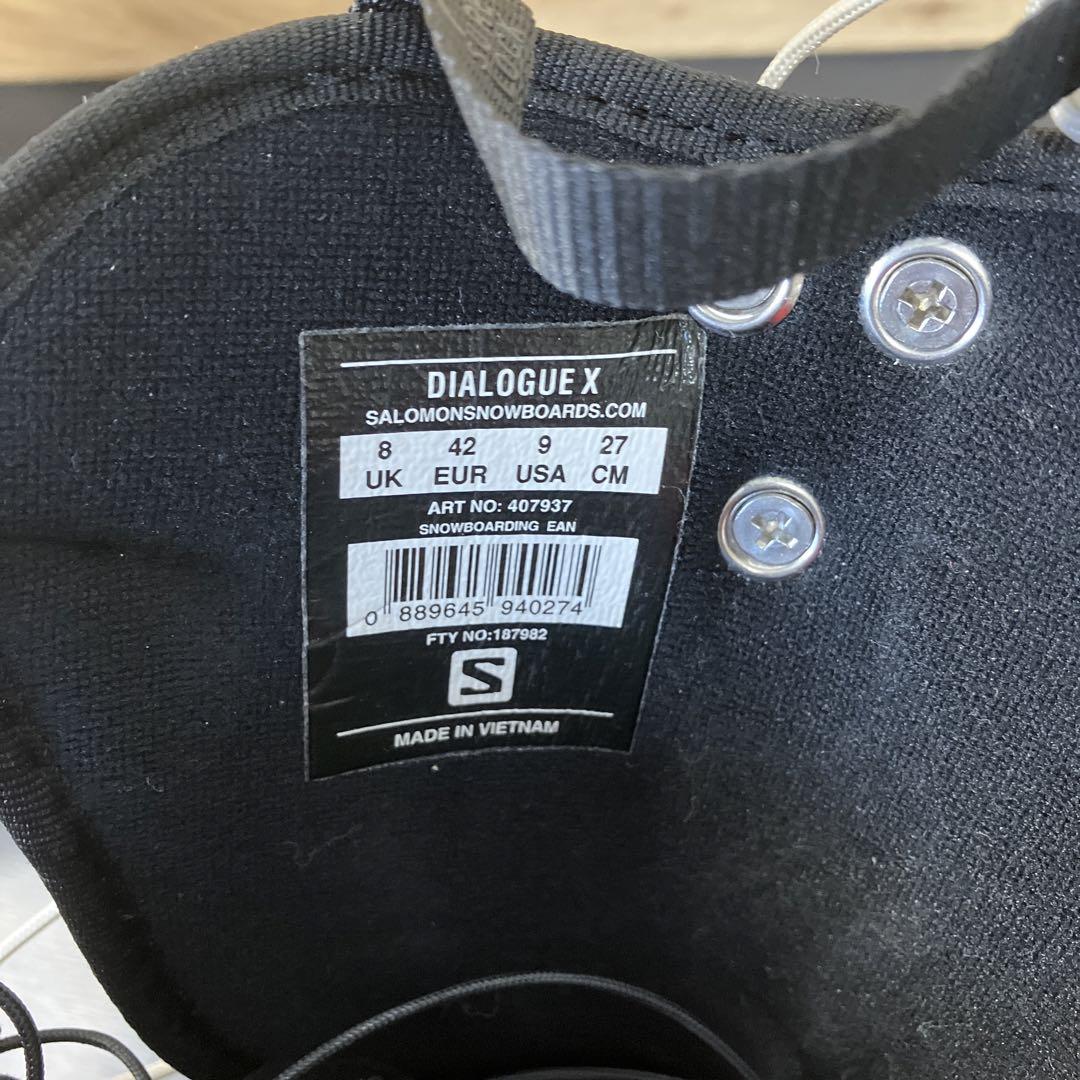 DIALOGUE X
SALOMONSNOWBOARDS.COM
8 42 9 27
UK EUR USA CM
ART NO: 407937
SNOWBOARDING EAN
0 889645 940274
FTY NO:187982
S
MADE IN VIETNAM